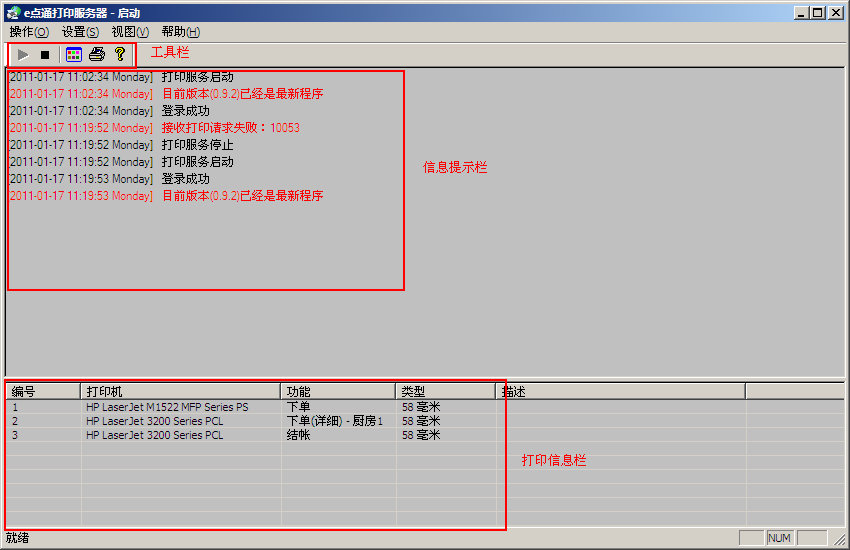 e点通打印服务器 - 启动
操作(O) 设置(S) 视图(V) 帮助(H)
工具栏
2011-01-17 11:02:34 Monday] 打印服务启动
2011-01-17 11:02:34 Monday] 目前版本(0.9.2)已经是最新程序
2011-01-17 11:02:34 Monday] 登录成功
2011-01-17 11:19:52 Monday] 接收打印请求失败：10053
2011-01-17 11:19:52 Monday] 打印服务停止
2011-01-17 11:19:52 Monday] 打印服务启动
2011-01-17 11:19:53 Monday] 登录成功
2011-01-17 11:19:53 Monday] 目前版本(0.9.2)已经是最新程序
信息提示栏
编号 打印机 功能 类型 描述
1 HP LaserJet M1522 MFP Series PS 下单 58 毫米
2 HP LaserJet 3200 Series PCL 下单(详细) - 厨房1 58 毫米
3 HP LaserJet 3200 Series PCL 结帐 58 毫米
打印信息栏
就绪 NUM